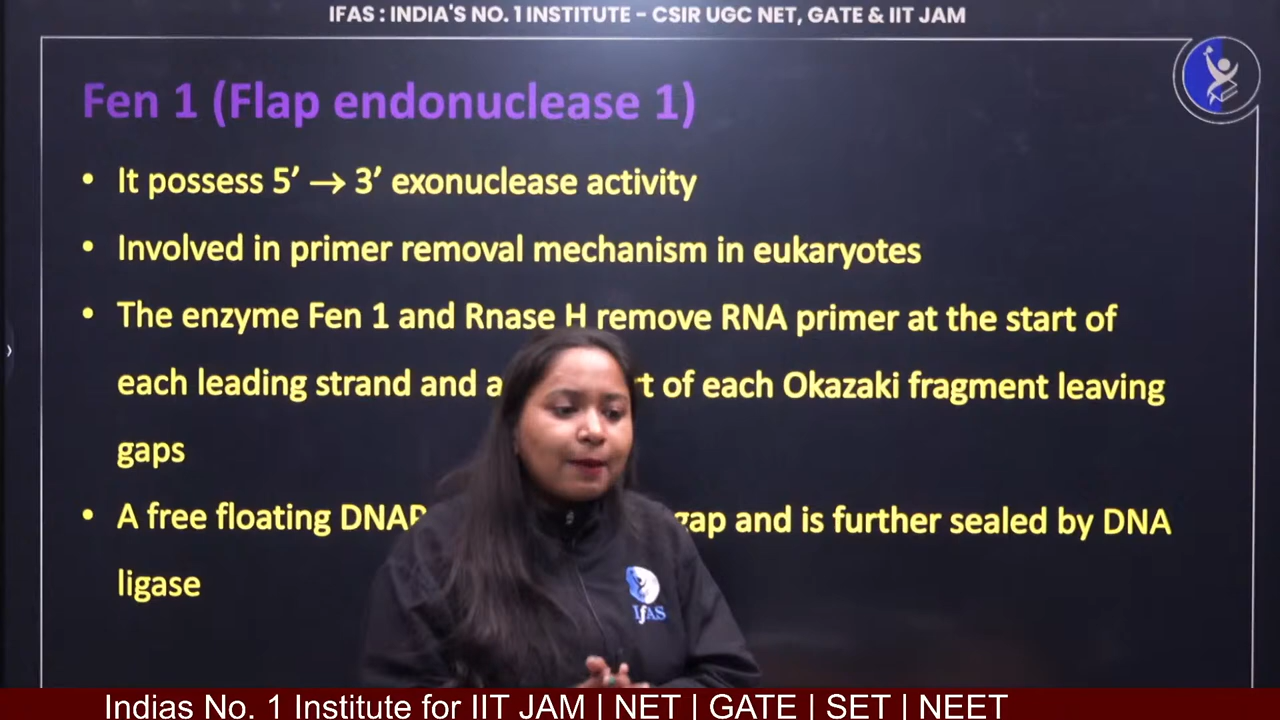 IFAS : INDIA'S NO. 1 INSTITUTE - CSIR UGC NET, GATE & IIT JAM
Fen 1 (Flap endonuclease 1)
• It possess 5’ → 3’ exonuclease activity
• Involved in primer removal mechanism in eukaryotes
• The enzyme Fen 1 and Rnase H remove RNA primer at the start of
each leading strand and of each Okazaki fragment leaving
gaps
• A free floating gap and is further sealed by DNA
ligase
IfAS
Indias No. 1 Institute for IIT JAM | NET | GATE | SET | NEET